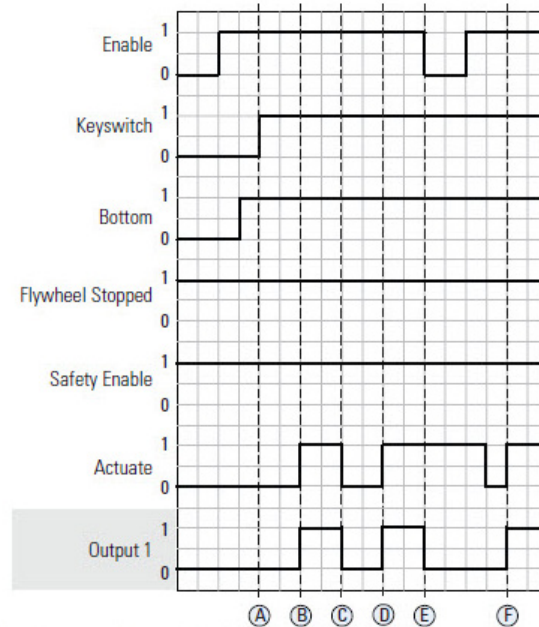 Enable 1
0
Keyswitch 1
0
Bottom 1
0
Flywheel Stopped 1
0
Safety Enable 1
0
Actuate 1
0
Output 1 1
0
A B C D E F